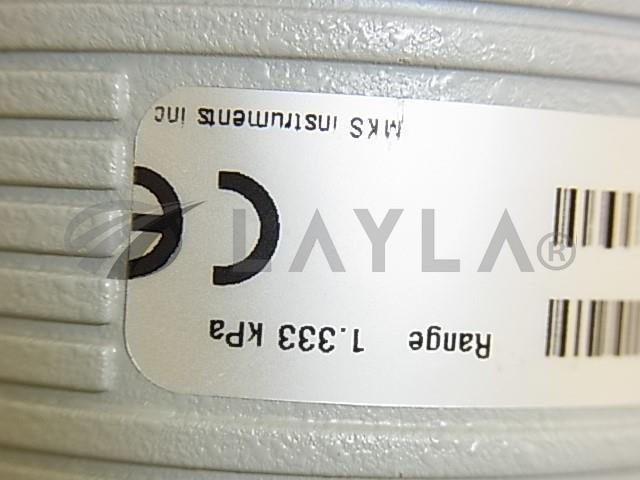 Range 1.333 kPa
CE
MKS instruments inc
LAYLA®